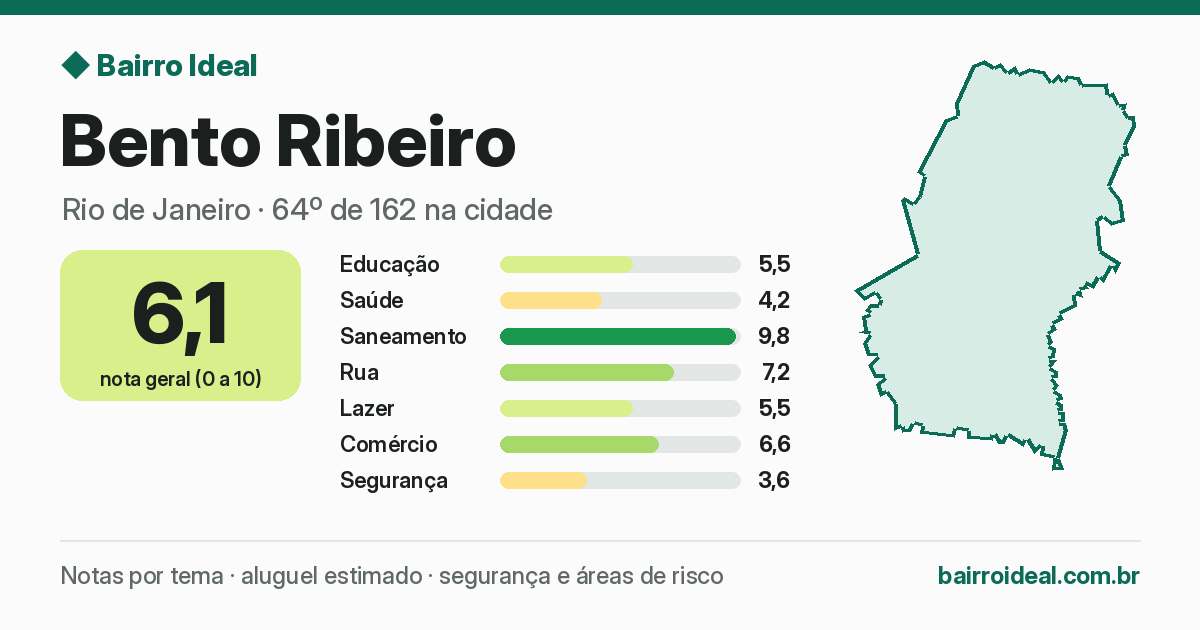 Bairro Ideal
Bento Ribeiro
Rio de Janeiro · 64º de 162 na cidade
6,1
nota geral (0 a 10)
Educação 5,5
Saúde 4,2
Saneamento 9,8
Rua 7,2
Lazer 5,5
Comércio 6,6
Segurança 3,6
Notas por tema · aluguel estimado · segurança e áreas de risco
bairroideal.com.br